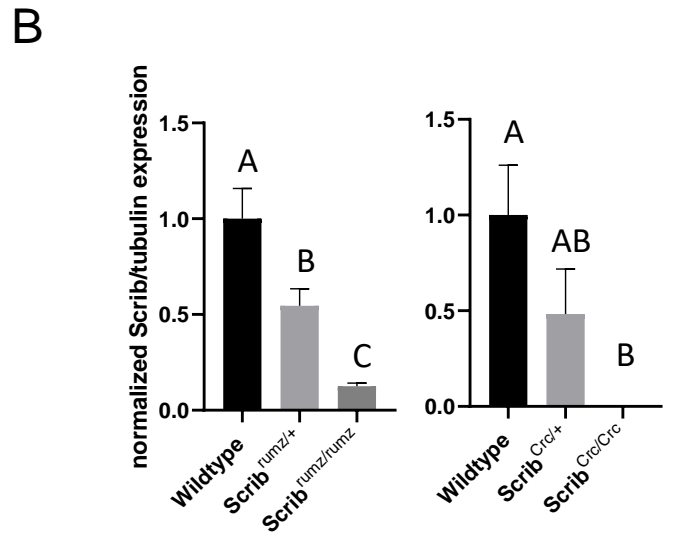 B
normalized Scrib/tubulin expression
1.5
1.0
0.5
0.0
A
B
C
Wildtype
Scrib rumz/+
Scrib rumz/rumz
1.5
1.0
0.5
0.0
A
AB
B
Wildtype
Scrib Crc/+
Scrib Crc/Crc